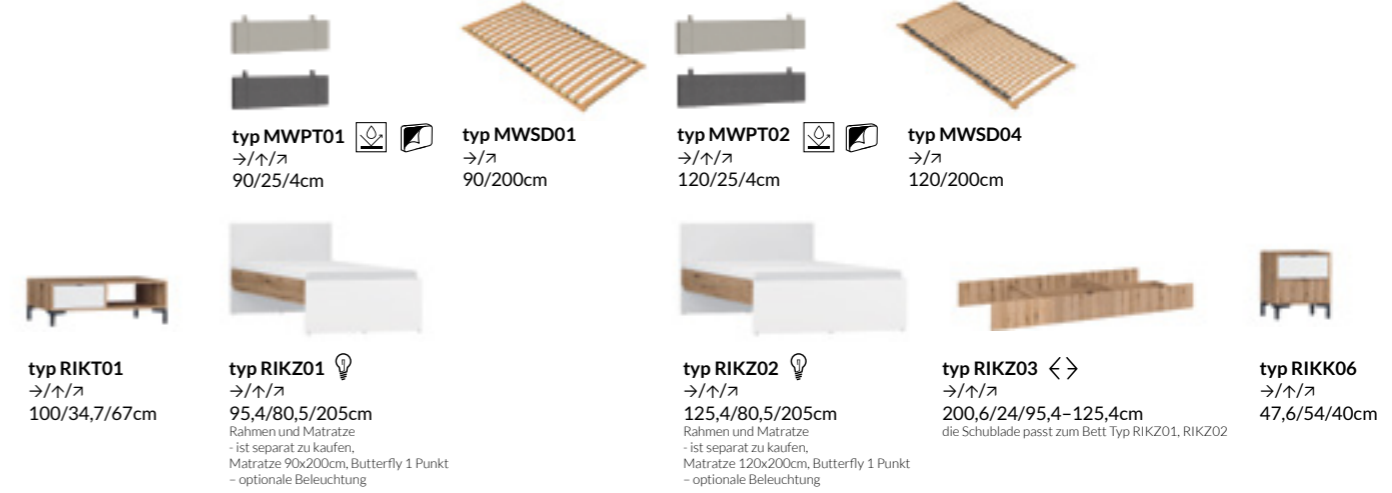 typ MWPT01
→/↑/↗
90/25/4cm
typ MWSD01
→/↗
90/200cm
typ MWPT02
→/↑/↗
120/25/4cm
typ MWSD04
→/↗
120/200cm
typ RIKT01
→/↑/↗
100/34,7/67cm
typ RIKZ01
→/↑/↗
95,4/80,5/205cm
Rahmen und Matratze
- ist separat zu kaufen,
Matratze 90x200cm, Butterfly 1 Punkt
– optionale Beleuchtung
typ RIKZ02
→/↑/↗
125,4/80,5/205cm
Rahmen und Matratze
- ist separat zu kaufen,
Matratze 120x200cm, Butterfly 1 Punkt
– optionale Beleuchtung
typ RIKZ03
→/↑/↗
200,6/24/95,4–125,4cm
die Schublade passt zum Bett Typ RIKZ01, RIKZ02
typ RIKK06
→/↑/↗
47,6/54/40cm